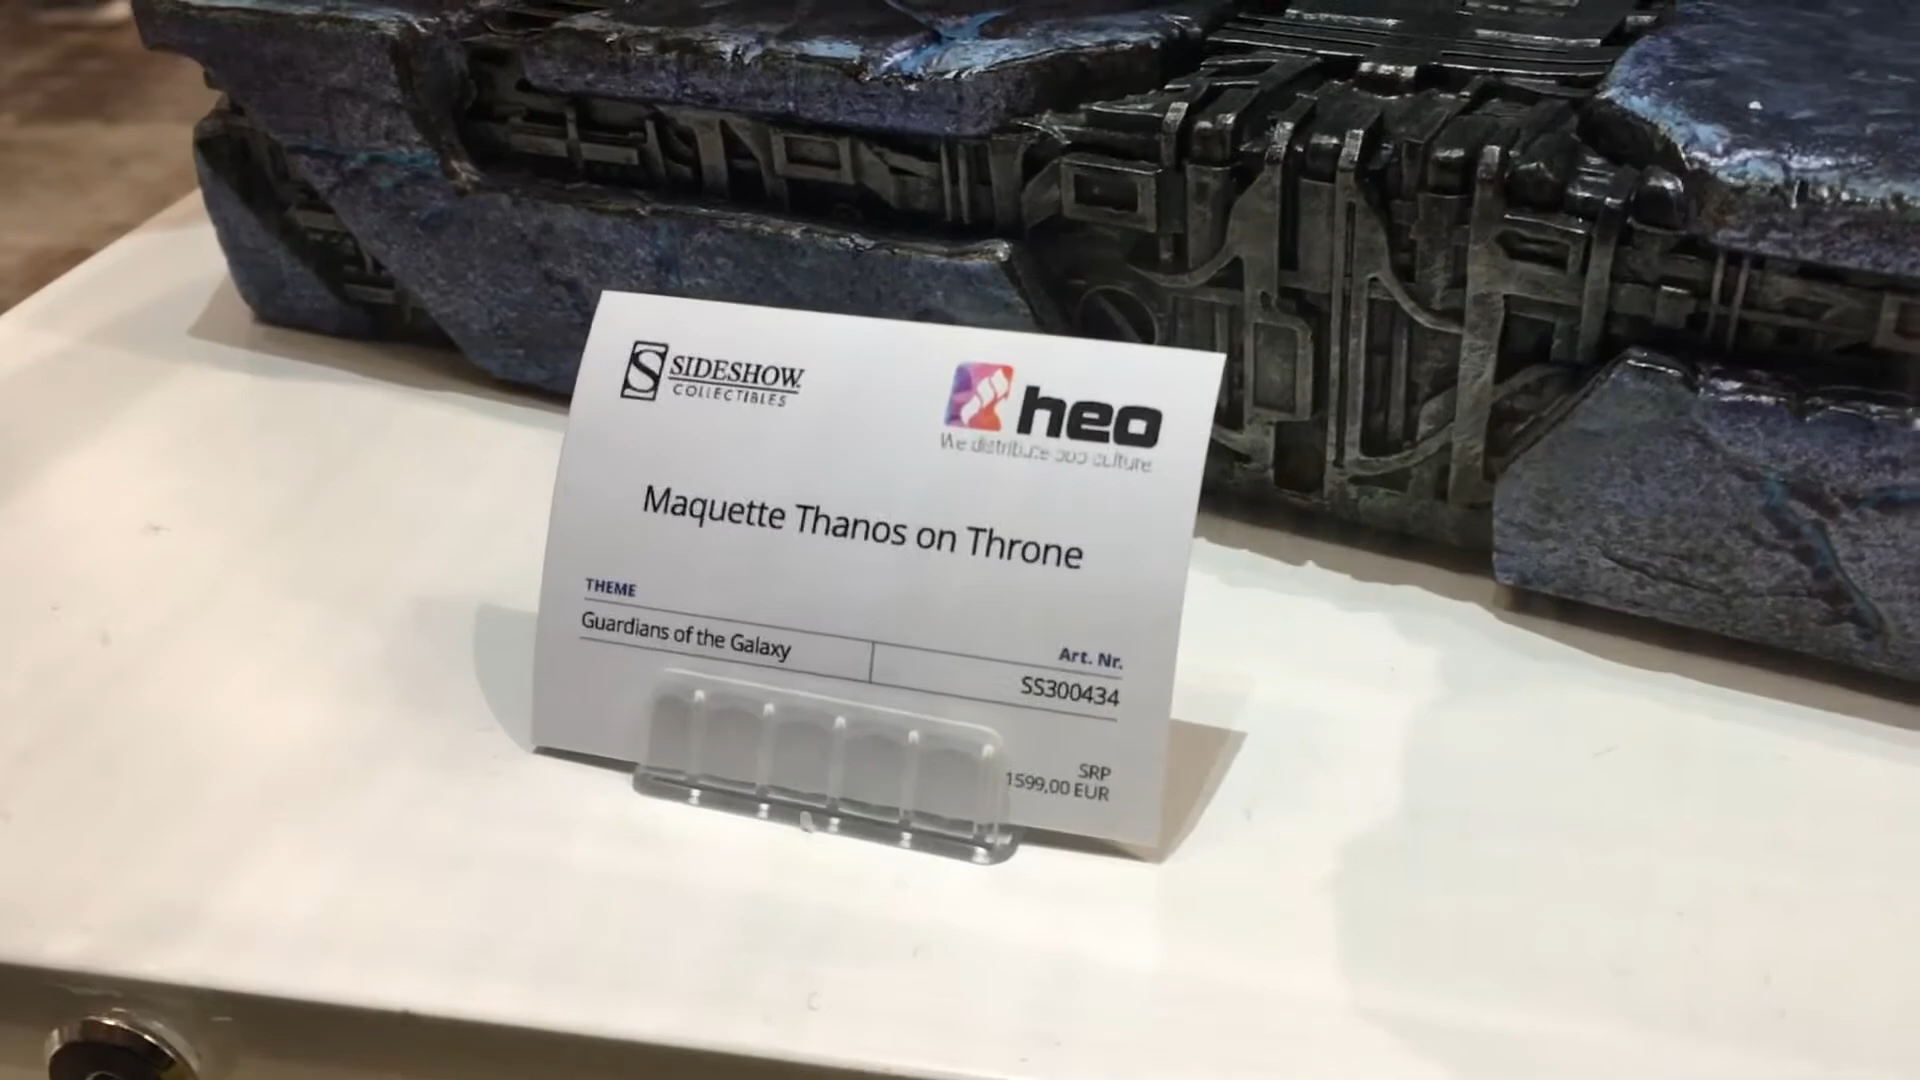 SIDESHOW
COLLECTIBLES
heo
We distribute pop culture
Maquette Thanos on Throne
THEME
Guardians of the Galaxy
Art. Nr.
SS300434
SRP
1599,00 EUR